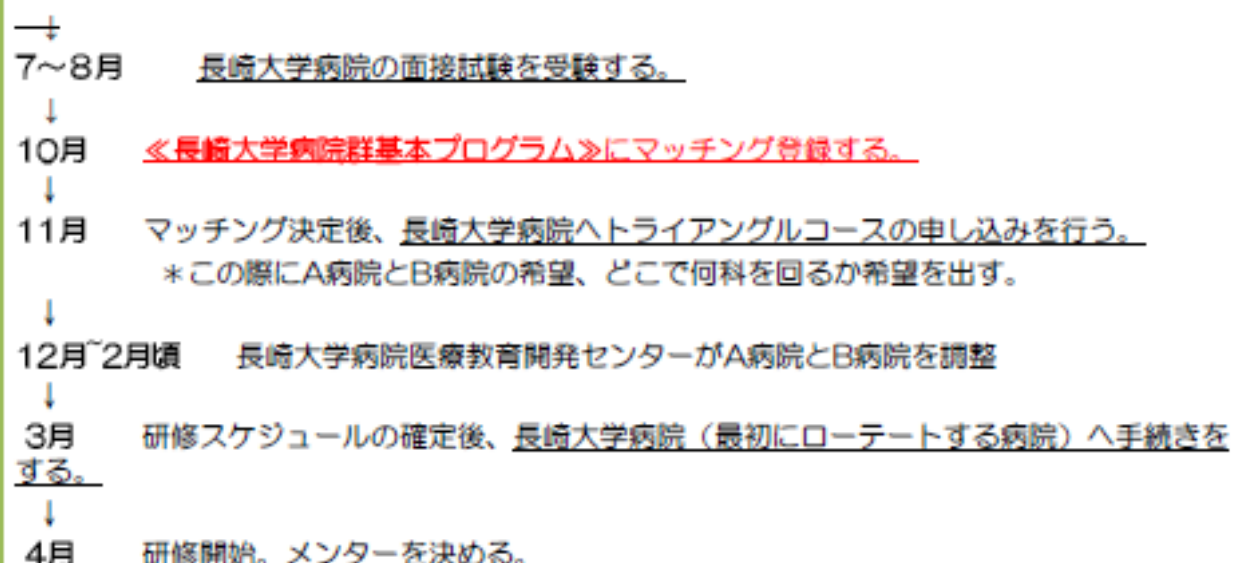 ↓
7～8月 長崎大学病院の面接試験を受験する。
↓
10月 ≪長崎大学病院群基本プログラム≫にマッチング登録する。
↓
11月 マッチング決定後、長崎大学病院へトライアングルコースの申し込みを行う。
＊この際にA病院とB病院の希望、どこで何科を回るか希望を出す。
↓
12月~2月頃 長崎大学病院医療教育開発センターがA病院とB病院を調整
↓
3月 研修スケジュールの確定後、長崎大学病院（最初にローテートする病院）へ手続きを
する。
↓
4月 研修開始。メンターを決める。